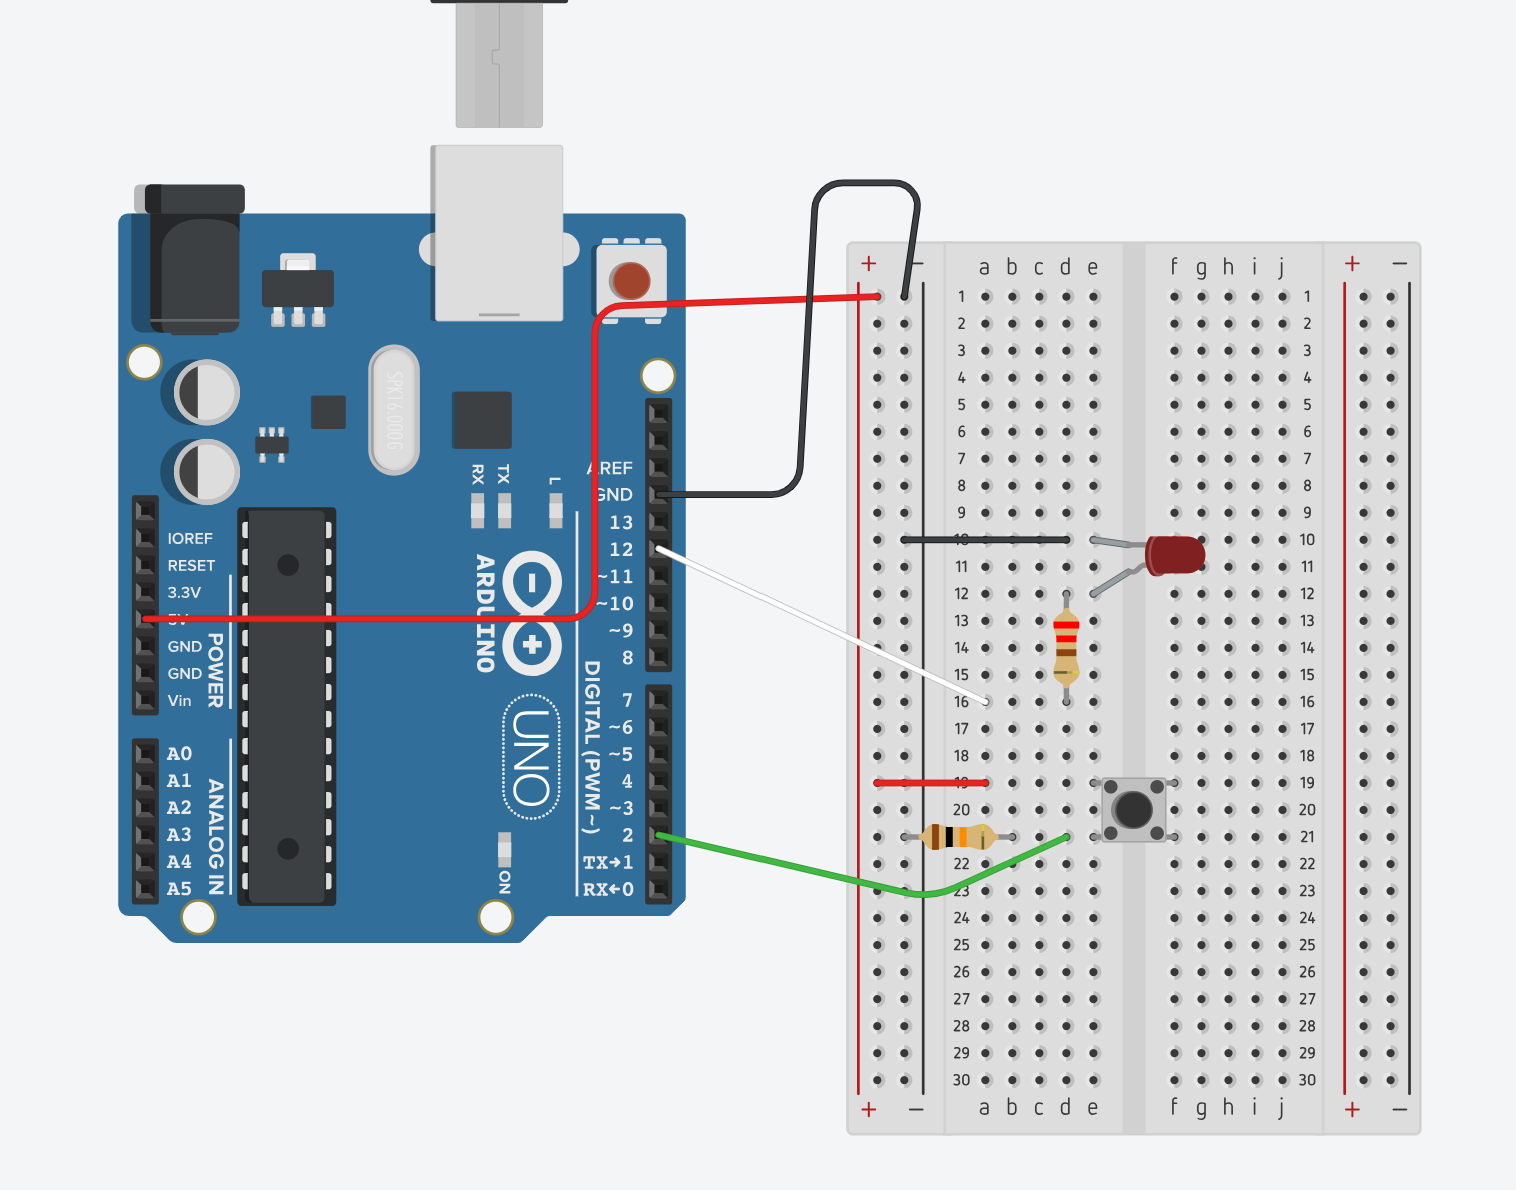 SPK16.000G
RX
TX
L
AREF
GND
13
12
~11
~10
~9
8
7
~6
~5
4
~3
2
TX→1
RX←0
DIGITAL (PWM ~)
ARDUINO
UNO
ON
IOREF
RESET
3.3V
5V
GND
GND
Vin
POWER
A0
A1
A2
A3
A4
A5
ANALOG IN
+ − a b c d e f g h i j + −
1 1
2 2
3 3
4 4
5 5
6 6
7 7
8 8
9 9
10 10
11 11
12 12
13 13
14 14
15 15
16 16
17 17
18 18
19 19
20 20
21 21
22 22
23 23
24 24
25 25
26 26
27 27
28 28
29 29
30 30
+ − a b c d e f g h i j + −